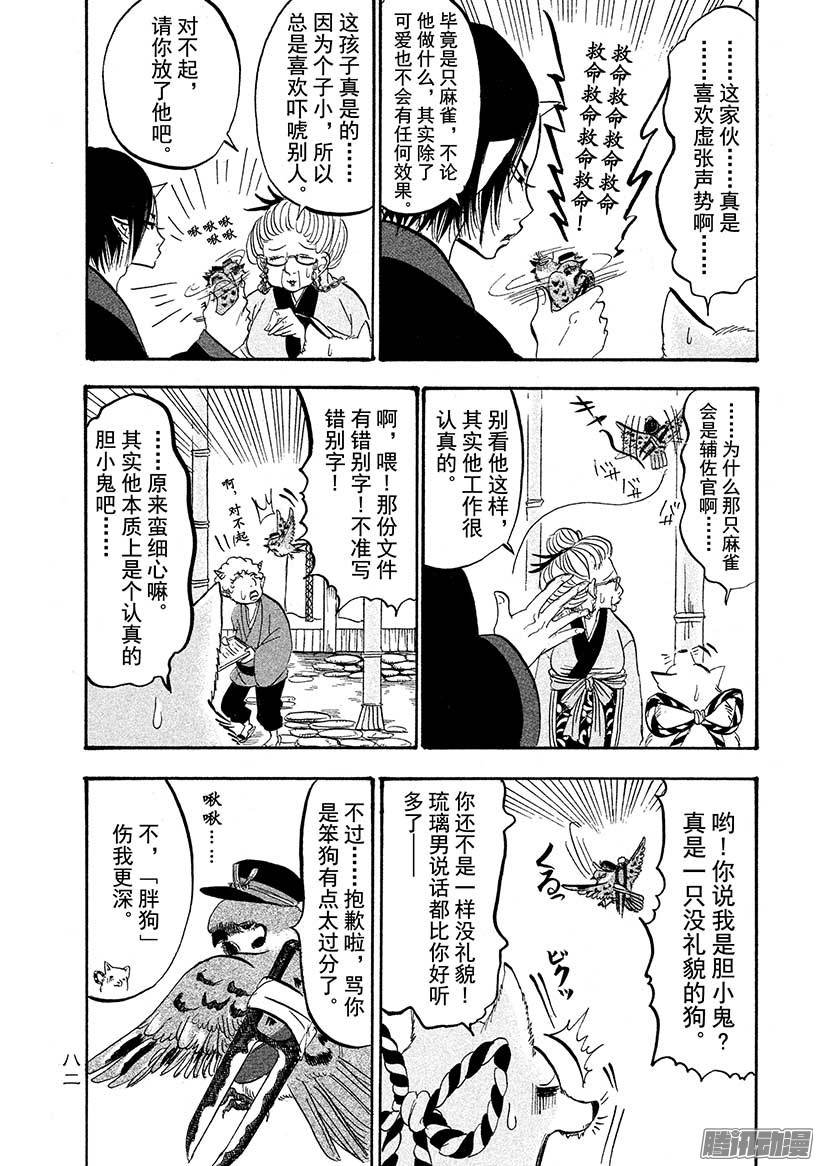 ……这家伙……真是
……喜欢虚张声势啊……
救命救命救命
救命救命救命
救命救命救命！
毕竟是只麻雀，不论
他做什么，其实除了
可爱也不会有任何效果。
这孩子真是的……
因为个子小，所以
总是喜欢吓唬别人。
啾啾啾
啾啾
对不起，
请你放了他吧。
……为什么那只麻雀
会是辅佐官啊……
别看他这样，
其实他工作很
认真的。
啊，喂！那份文件
有错别字！不准写
错别字！
啊，对不起
……原来蛮细心嘛。
其实他本质上是个认真的
胆小鬼吧……
哟！你说我是胆小鬼？
真是一只没礼貌的狗。
くるっ
ビクッ
你还不是一样没礼貌！
琉璃男说话都比你好听
多了——
不过……抱歉啦，骂你
是笨狗有点太过分了。
啾啾……
不，「胖狗」
伤我更深。
八二
腾讯动漫